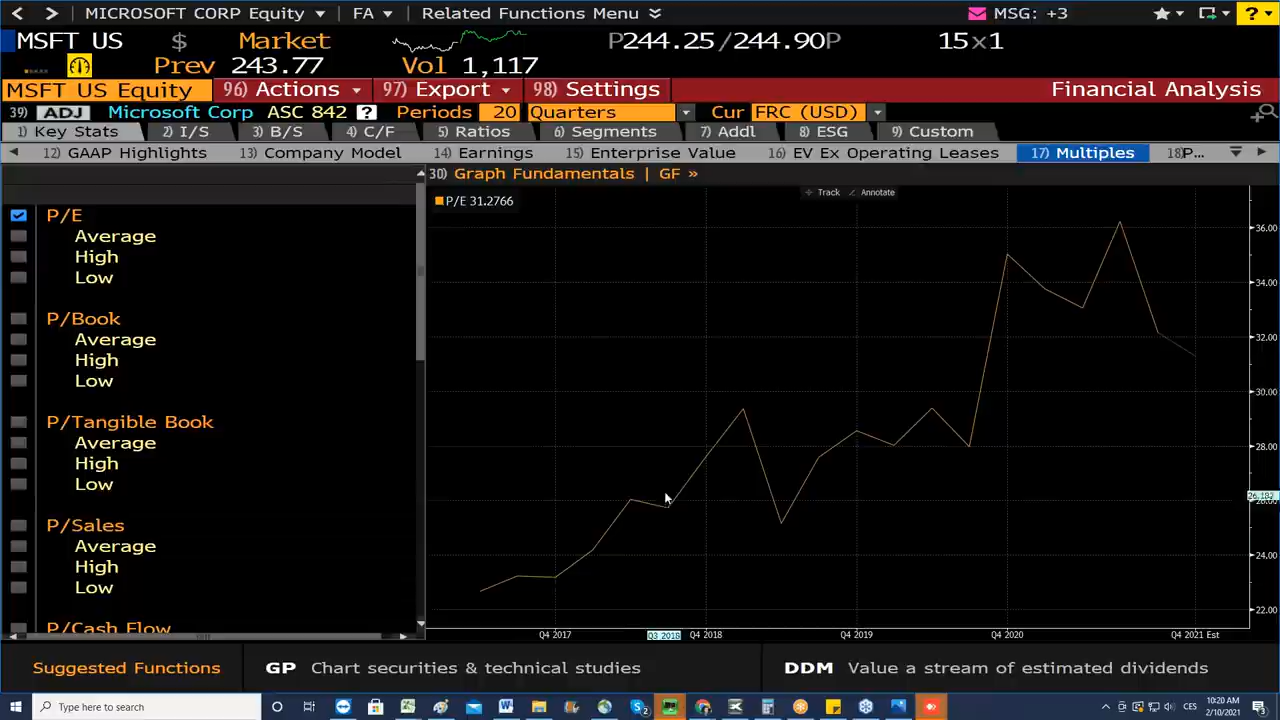 MICROSOFT CORP Equity FA Related Functions Menu MSG: +3 ?
MSFT US $ Market P244.25/244.90P 15x1
Prev 243.77 Vol 1,117
MSFT US Equity 96) Actions 97) Export 98) Settings Financial Analysis
39) ADJ Microsoft Corp ASC 842 ? Periods 20 Quarters Cur FRC (USD)
1) Key Stats 2) I/S 3) B/S 4) C/F 5) Ratios 6) Segments 7) Addl 8) ESG 9) Custom
12) GAAP Highlights 13) Company Model 14) Earnings 15) Enterprise Value 16) EV Ex Operating Leases 17) Multiples 18) P...
30) Graph Fundamentals | GF »
Track Annotate
P/E 31.2766
P/E
Average
High
Low
P/Book
Average
High
Low
P/Tangible Book
Average
High
Low
P/Sales
Average
High
Low
P/Cash Flow
36.00
34.00
32.00
30.00
28.00
24.00
22.00
Q4 2017 Q3 2018 Q4 2018 Q4 2019 Q4 2020 Q4 2021 Est
Suggested Functions GP Chart securities & technical studies DDM Value a stream of estimated dividends
Type here to search
CES
10:20 AM
2/10/2021